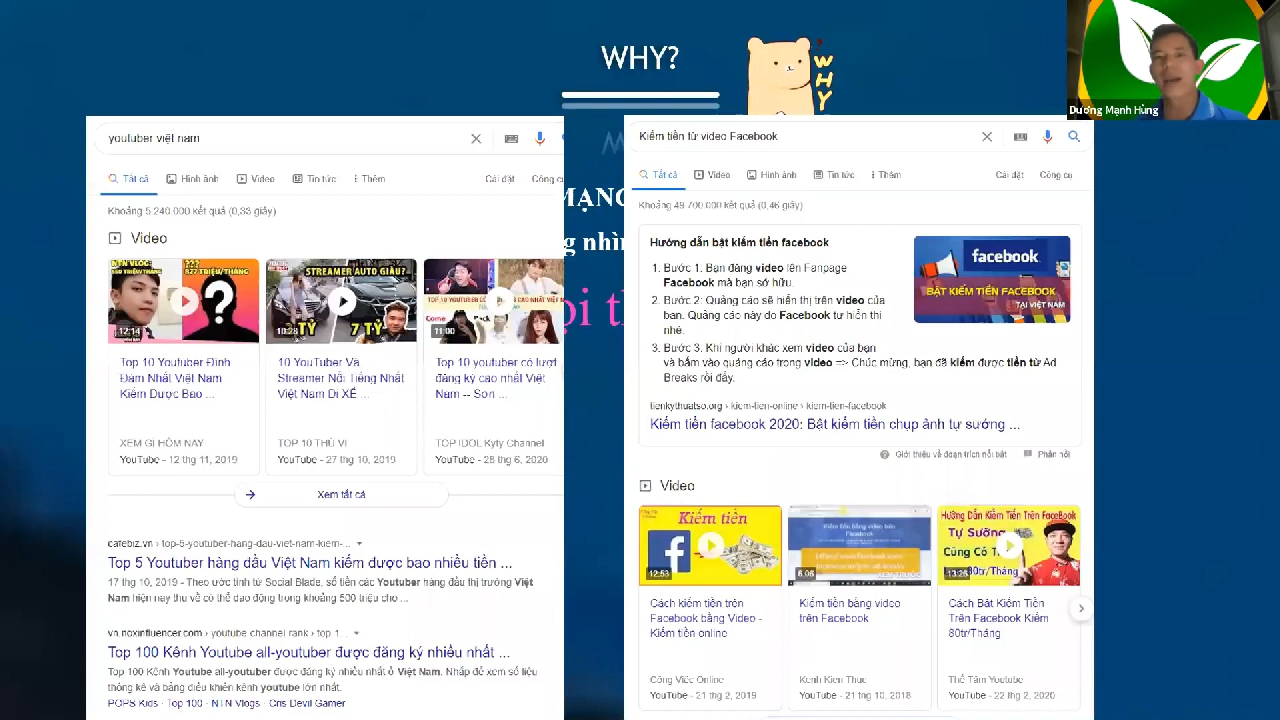 WHY?
WHY
Dương Mạnh Hùng
youtuber việt nam
Tất cả
Hình ảnh
Video
Tin tức
Thêm
Cài đặt
Công cụ
Khoảng 5.240.000 kết quả (0,33 giây)
Video
NTN VLOG:
???
827 TRIỆU/THÁNG
12:14
Top 10 Youtuber Đình
Đám Nhất Việt Nam
Kiếm Được Bao ...
XEM GÌ HÔM NAY
YouTube - 12 thg 11, 2019
STREAMER AUTO GIÀU?
TỶ
7 TỶ
10:28
10 YouTuber Và
Streamer Nổi Tiếng Nhất
Việt Nam Đi XẾ ...
TOP 10 THÚ VỊ
YouTube - 27 thg 10, 2019
11:00
Top 10 youtuber có lượt
đăng ký cao nhất Việt
Nam -- Sơn ...
TOP IDOL Kyty Channel
YouTube - 28 thg 6, 2020
Xem tất cả
Youtuber hàng đầu Việt Nam kiếm được bao nhiêu tiền ...
17 thg 10, 2019 - Theo ước tính từ Social Blade, số tiền các Youtuber hàng đầu thị trường Việt
Nam hiện nay thu về có thể dao động trong khoảng 500 triệu cho ...
vn.noxinfluencer.com › youtube-channel-rank › top-1...
Top 100 Kênh Youtube all-youtuber được đăng ký nhiều nhất ...
Top 100 Kênh Youtube all-youtuber được đăng ký nhiều nhất ở Việt Nam. Nhấp để xem số liệu
thống kê và bảng điều khiển kênh youtube lớn nhất.
POPS Kids · Top 100 · NTN Vlogs · Cris Devil Gamer
MẠNG
nhìn
Kiếm tiền từ video Facebook
Tất cả
Video
Hình ảnh
Tin tức
Thêm
Cài đặt
Công cụ
Khoảng 49.700.000 kết quả (0,46 giây)
Hướng dẫn bật kiếm tiền facebook
1. Bước 1: Bạn đăng video lên Fanpage
Facebook mà bạn sở hữu.
2. Bước 2: Quảng cáo sẽ hiển thị trên video của
bạn. Quảng cáo này do Facebook tự hiển thị
nhé.
3. Bước 3. Khi người khác xem video của bạn
và bấm vào quảng cáo trong video => Chúc mừng, bạn đã kiếm được tiền từ Ad
Breaks rồi đấy.
facebook
BẬT KIẾM TIỀN FACEBOOK
TẠI VIỆT NAM
tienkythuatso.org › kiem-tien-online › kiem-tien-facebook
Kiếm tiền facebook 2020: Bật kiếm tiền chụp ảnh tự sướng ...
Giới thiệu về đoạn trích nổi bật
Phản hồi
Video
Kiếm tiền
12:53
Cách kiếm tiền trên
Facebook bằng Video -
Kiếm tiền online
Công Việc Online
YouTube - 21 thg 2, 2019
6:06
Kiếm tiền bằng video
trên Facebook
Kenh Kien Thuc
YouTube - 21 thg 10, 2018
Hướng Dẫn Kiếm Tiền Trên FaceBook
Tự Sướng
Cũng Có
80tr/Tháng
13:26
Cách Bật Kiếm Tiền
Trên FaceBook Kiếm
80tr/Tháng
Thế Tâm Youtube
YouTube - 22 thg 2, 2020